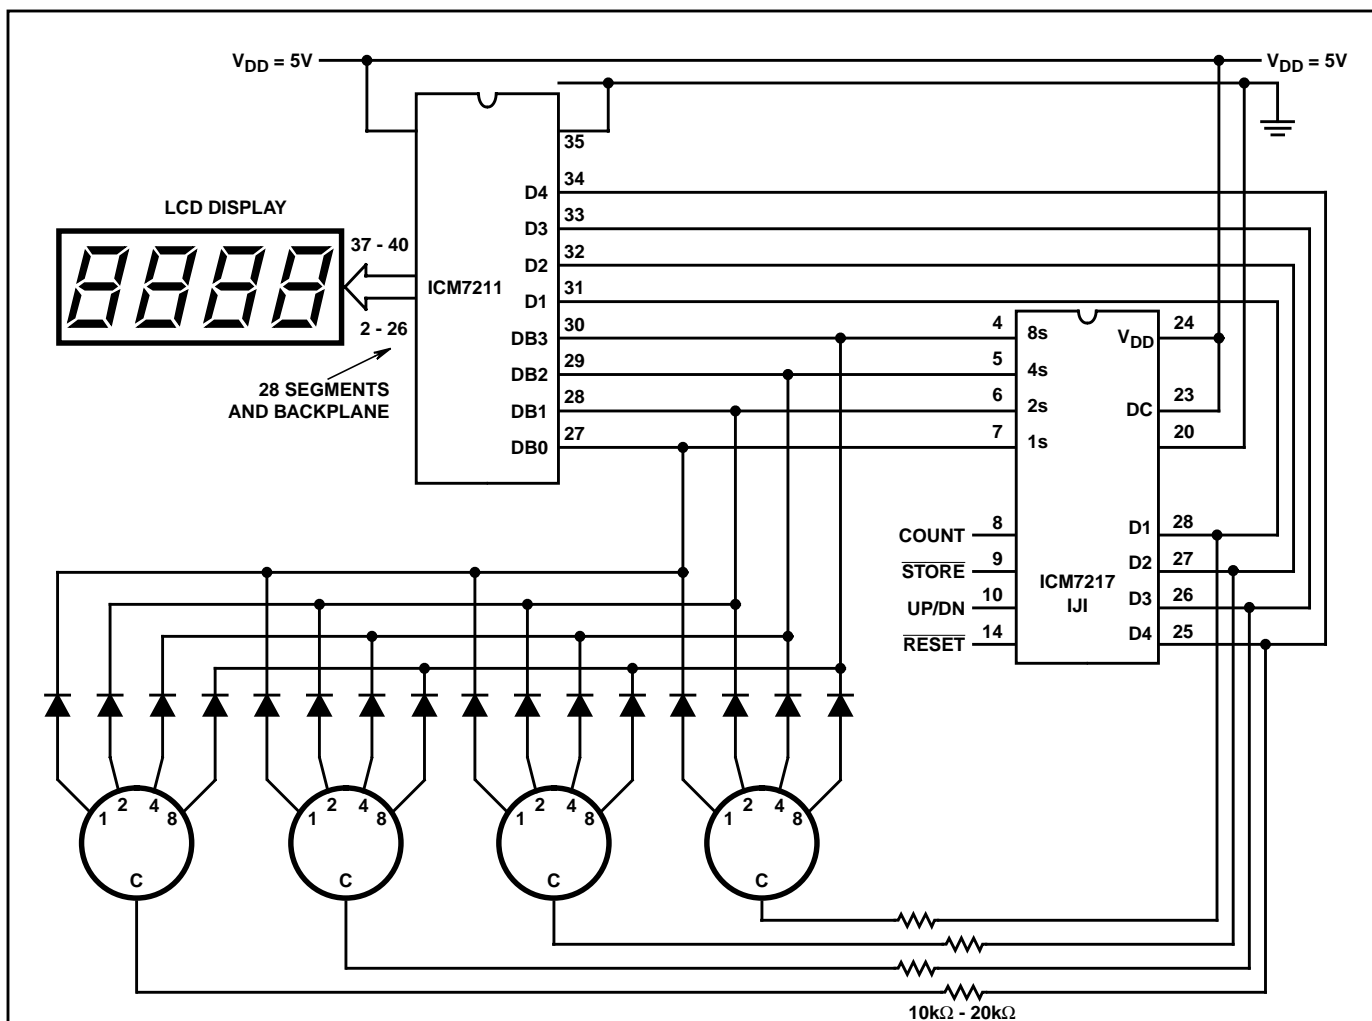 V_DD = 5V
V_DD = 5V
35
D4 34
D3 33
D2 32
D1 31
DB3 30
DB2 29
DB1 28
DB0 27
ICM7211
LCD DISPLAY
37 - 40
2 - 26
28 SEGMENTS
AND BACKPLANE
4 8s
5 4s
6 2s
7 1s
V_DD 24
DC 23
20
COUNT 8
STORE 9
UP/DN 10
RESET 14
ICM7217
IJI
D1 28
D2 27
D3 26
D4 25
1 2 4 8
C
1 2 4 8
C
1 2 4 8
C
1 2 4 8
C
10kΩ - 20kΩ